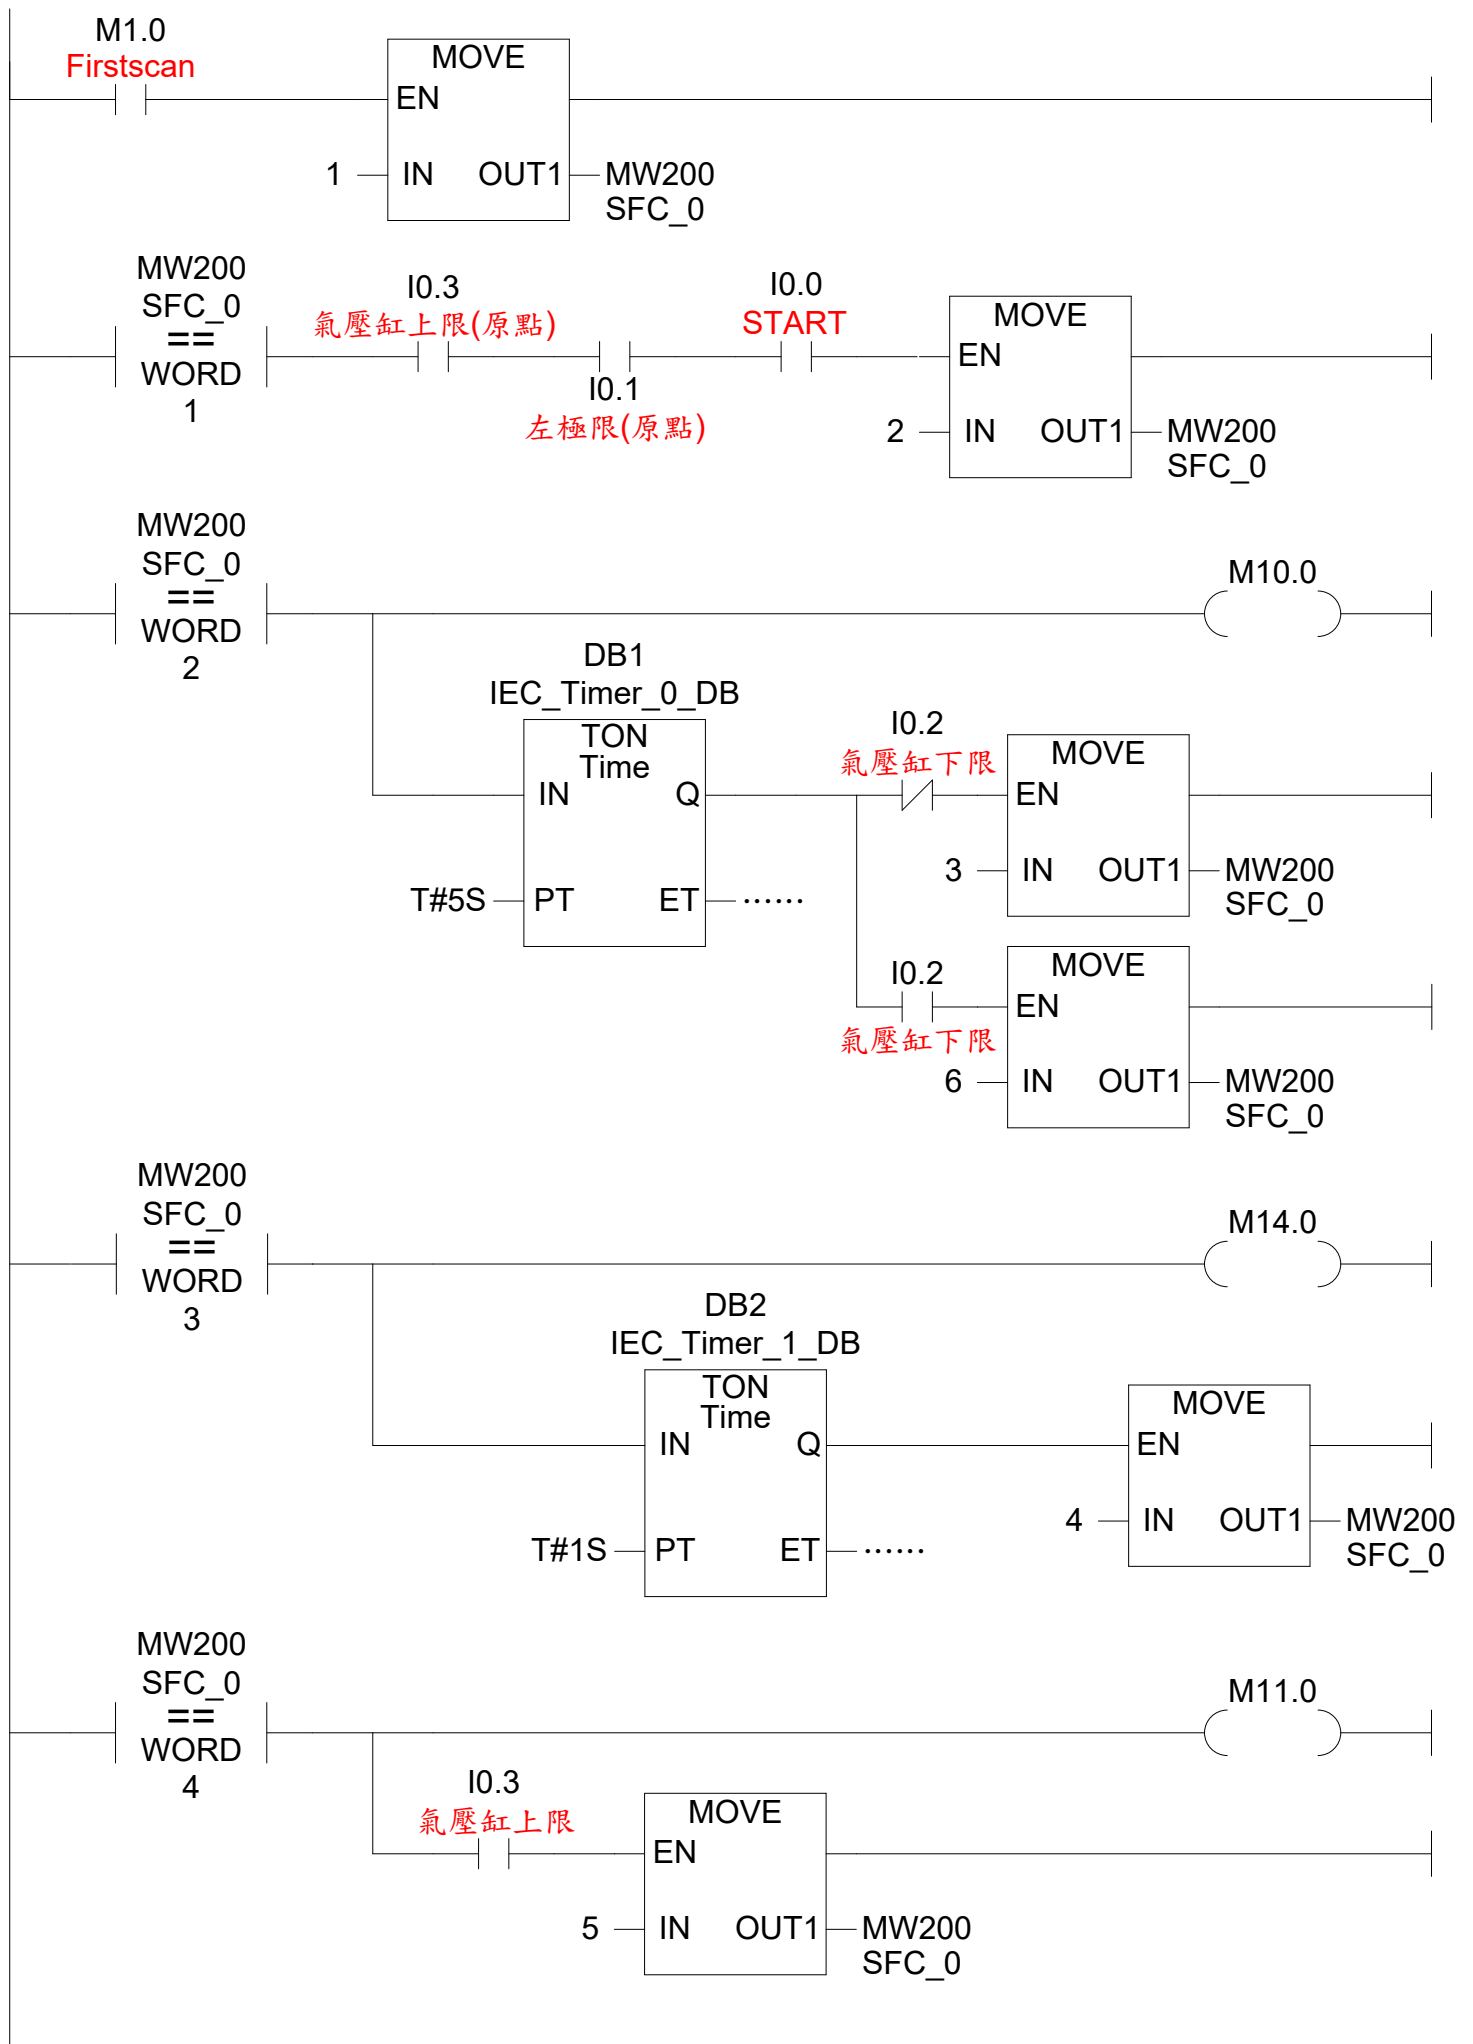 M1.0
Firstscan
MOVE
EN
1
IN
OUT1
MW200
SFC_0
MW200
SFC_0
==
WORD
1
I0.3
氣壓缸上限(原點)
I0.1
左極限(原點)
I0.0
START
MOVE
EN
2
IN
OUT1
MW200
SFC_0
MW200
SFC_0
==
WORD
2
M10.0
DB1
IEC_Timer_0_DB
TON
Time
IN
Q
T#5S
PT
ET
......
I0.2
氣壓缸下限
MOVE
EN
3
IN
OUT1
MW200
SFC_0
I0.2
氣壓缸下限
MOVE
EN
6
IN
OUT1
MW200
SFC_0
MW200
SFC_0
==
WORD
3
M14.0
DB2
IEC_Timer_1_DB
TON
Time
IN
Q
T#1S
PT
ET
......
MOVE
EN
4
IN
OUT1
MW200
SFC_0
MW200
SFC_0
==
WORD
4
M11.0
I0.3
氣壓缸上限
MOVE
EN
5
IN
OUT1
MW200
SFC_0